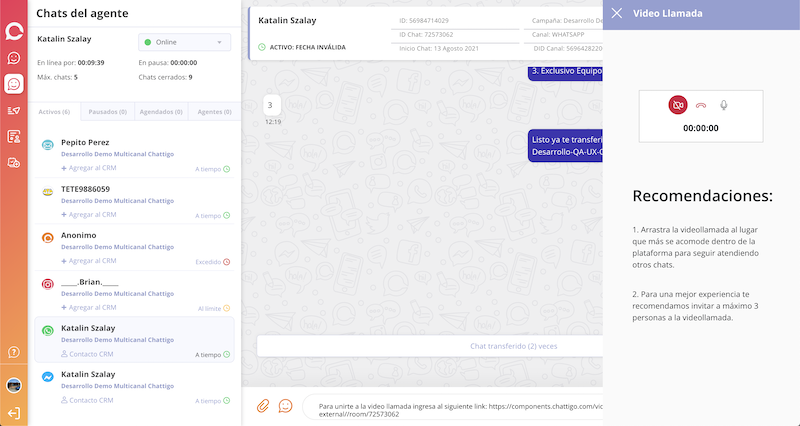 Chats del agente
Katalin Szalay
Online
En línea por: 00:09:39
En pausa: 00:00:00
Máx. chats: 5
Chats cerrados: 9
Activos (6)
Pausados (0)
Agendados (0)
Agentes (0)
Pepito Perez
Desarrollo Demo Multicanal Chattigo
+ Agregar al CRM
A tiempo
TETE9886059
Desarrollo Demo Multicanal Chattigo
+ Agregar al CRM
A tiempo
Anonimo
Desarrollo Demo Multicanal Chattigo
+ Agregar al CRM
Excedido
_____.Brian._____
Desarrollo Demo Multicanal Chattigo
+ Agregar al CRM
Al límite
Katalin Szalay
Desarrollo Demo Multicanal Chattigo
Contacto CRM
A tiempo
Katalin Szalay
Desarrollo Demo Multicanal Chattigo
Contacto CRM
A tiempo
Katalin Szalay
ACTIVO: FECHA INVÁLIDA
ID: 56984714029
ID Chat: 72573062
Inicio Chat: 13 Agosto 2021
Campaña: Desarrollo De
Canal: WHATSAPP
DID Canal: 5696428220
3. Exclusivo Equipo
3
12:19
Listo ya te transferi
Desarrollo-QA-UX-
Chat transferido (2) veces
Para unirte a la video llamada ingresa al siguiente link: https://components.chattigo.com/vid
external//room/72573062
Video Llamada
00:00:00
Recomendaciones:
1. Arrastra la videollamada al lugar
que más se acomode dentro de la
plataforma para seguir atendiendo
otros chats.
2. Para una mejor experiencia te
recomendamos invitar a máximo 3
personas a la videollamada.